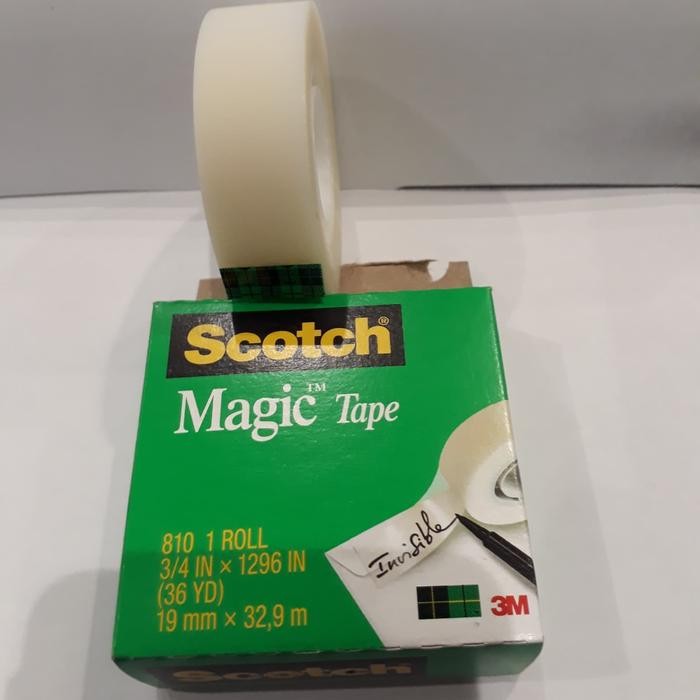 Scotch®
Magic™ Tape
810 1 ROLL
3/4 IN × 1296 IN
(36 YD)
19 mm × 32,9 m
Invisible
3M
Scotch